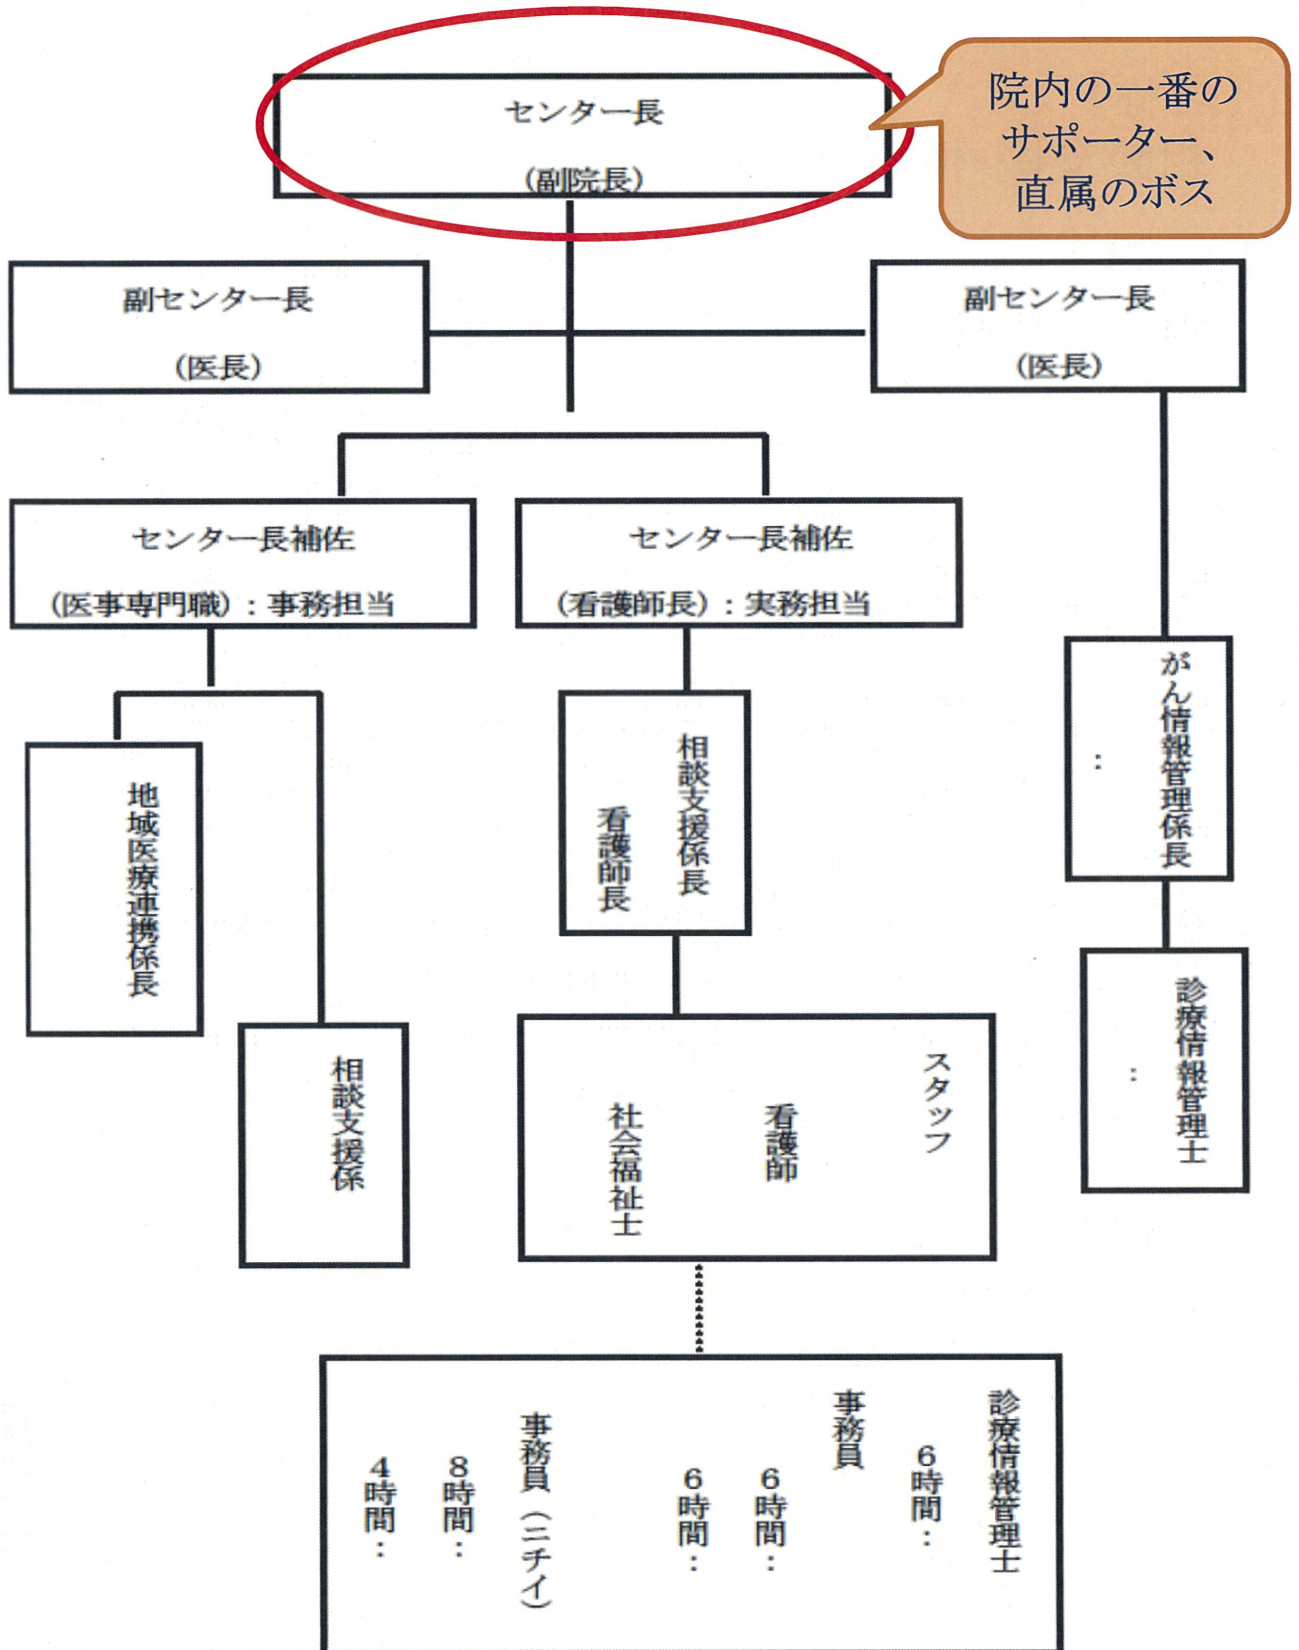 センター長
(副院長)
院内の一番の
サポーター、
直属のボス
副センター長
(医長)
副センター長
(医長)
センター長補佐
(医事専門職)：事務担当
センター長補佐
(看護師長)：実務担当
がん情報管理係長
：
相談支援係長
看護師長
地域医療連携係長
診療情報管理士
：
相談支援係
スタッフ
看護師
社会福祉士
診療情報管理士
6時間：
事務員
6時間：
6時間：
事務員（ニチイ）
8時間：
4時間：